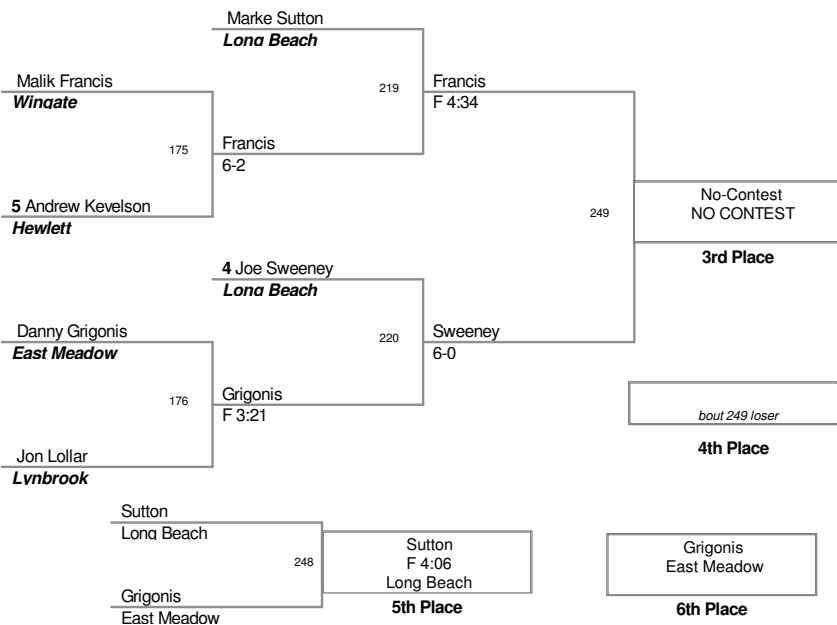 Marke Sutton
Long Beach
Malik Francis
Wingate
219
Francis
F 4:34
175
Francis
6-2
5 Andrew Kevelson
Hewlett
249
No-Contest
NO CONTEST
3rd Place
4 Joe Sweeney
Long Beach
Danny Grigonis
East Meadow
220
Sweeney
6-0
176
Grigonis
F 3:21
bout 249 loser
4th Place
Jon Lollar
Lynbrook
Sutton
Long Beach
248
Sutton
F 4:06
Long Beach
5th Place
Grigonis
East Meadow
Grigonis
East Meadow
6th Place